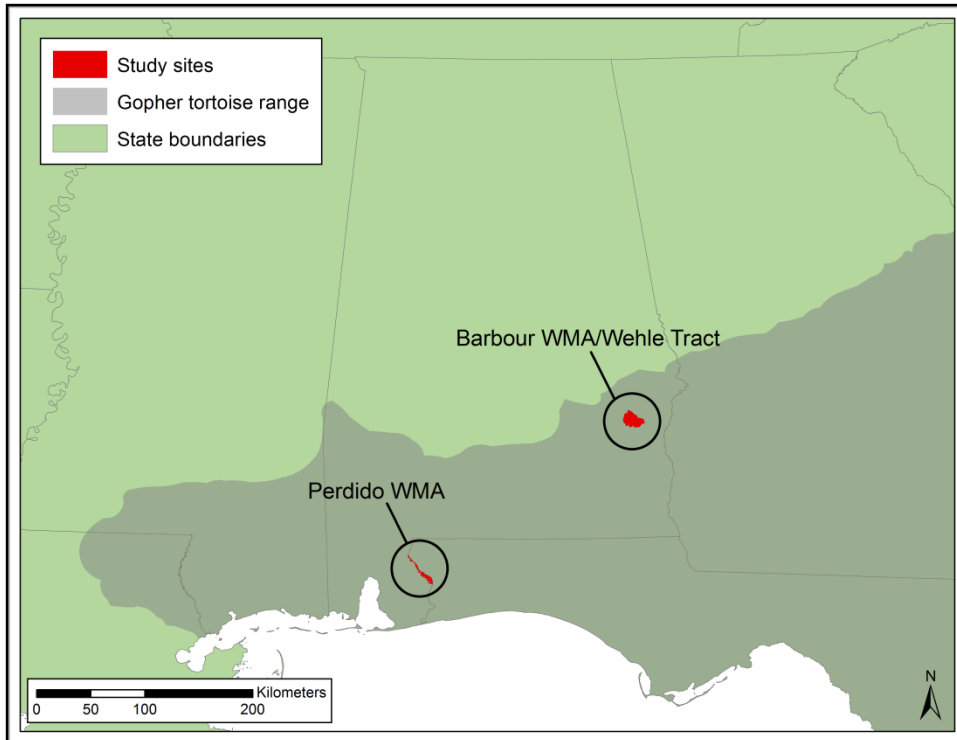 Study sites
Gopher tortoise range
State boundaries
Barbour WMA/Wehle Tract
Perdido WMA
Kilometers
0 50 100 200
N